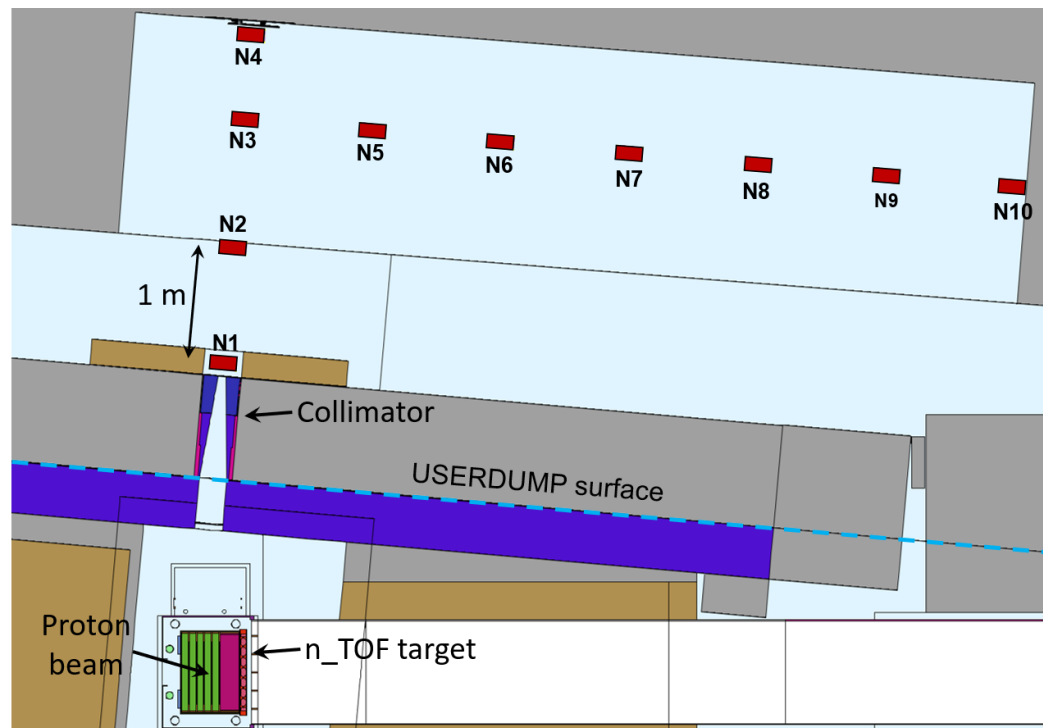 N4
N3
N5
N6
N7
N8
N9
N10
N2
1 m
N1
Collimator
USERDUMP surface
Proton
beam
n_TOF target